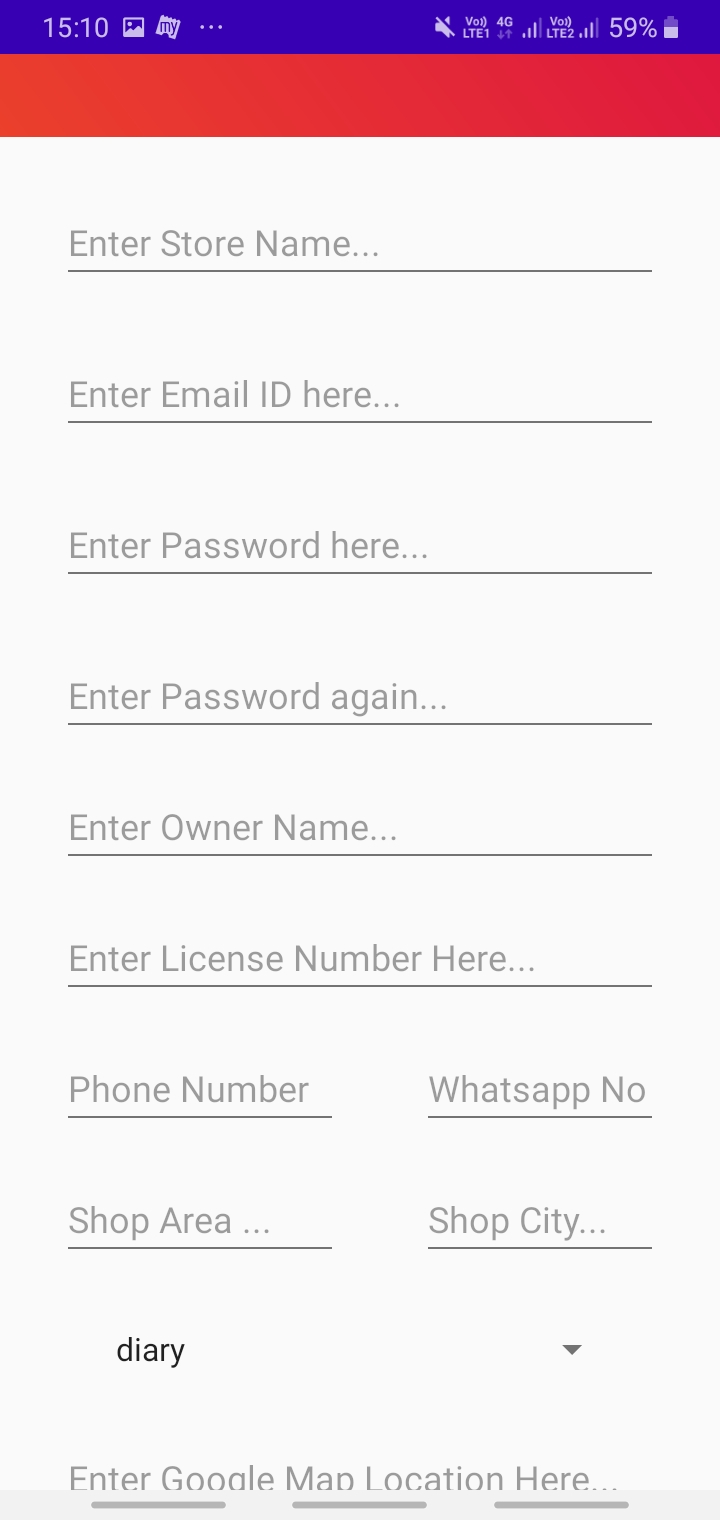 15:10 my ... Vo)) LTE1 4G Vo)) LTE2 59%
Enter Store Name...
Enter Email ID here...
Enter Password here...
Enter Password again...
Enter Owner Name...
Enter License Number Here...
Phone Number Whatsapp No
Shop Area ... Shop City...
diary
Enter Google Map Location Here...